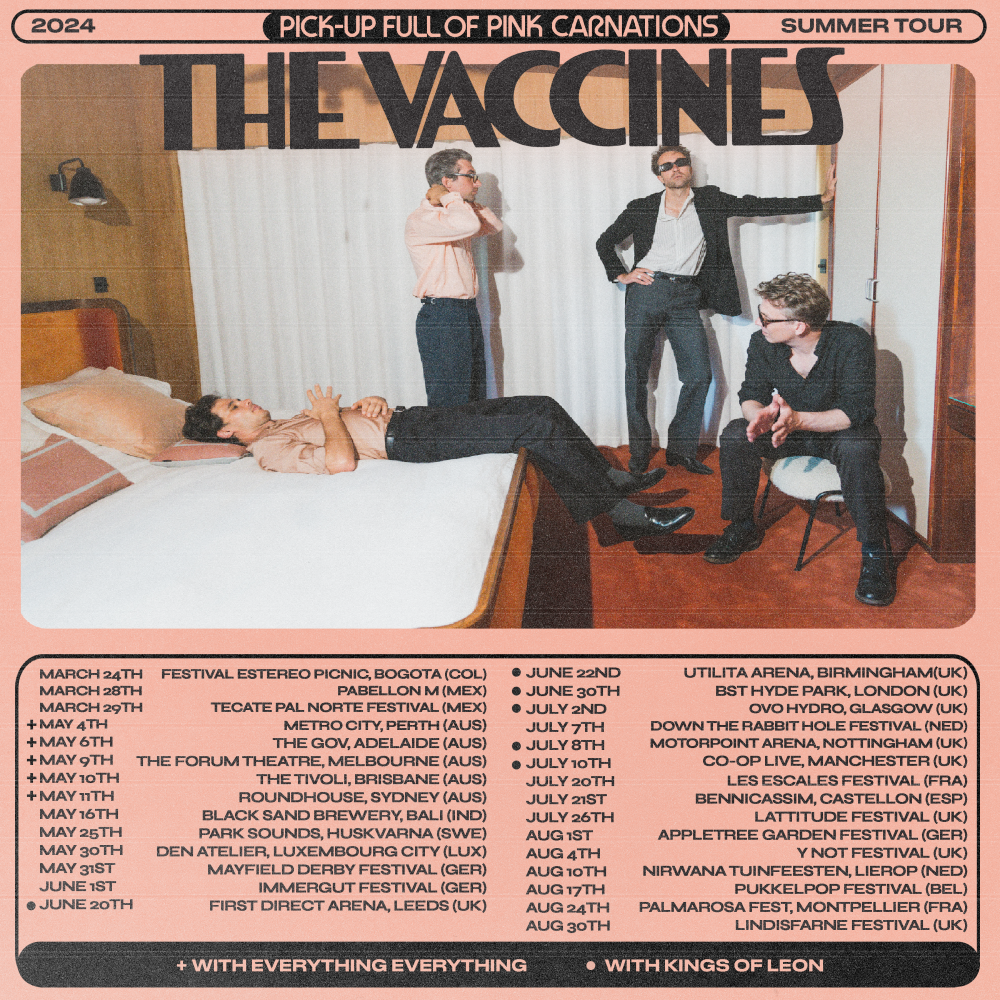 2024
PICK-UP FULL OF PINK CARNATIONS
SUMMER TOUR
THE VACCINES
MARCH 24TH FESTIVAL ESTEREO PICNIC, BOGOTA (COL)
MARCH 28TH PABELLON M (MEX)
MARCH 29TH TECATE PAL NORTE FESTIVAL (MEX)
+ MAY 4TH METRO CITY, PERTH (AUS)
+ MAY 6TH THE GOV, ADELAIDE (AUS)
+ MAY 9TH THE FORUM THEATRE, MELBOURNE (AUS)
+ MAY 10TH THE TIVOLI, BRISBANE (AUS)
+ MAY 11TH ROUNDHOUSE, SYDNEY (AUS)
MAY 16TH BLACK SAND BREWERY, BALI (IND)
MAY 25TH PARK SOUNDS, HUSKVARNA (SWE)
MAY 30TH DEN ATELIER, LUXEMBOURG CITY (LUX)
MAY 31ST MAYFIELD DERBY FESTIVAL (GER)
JUNE 1ST IMMERGUT FESTIVAL (GER)
• JUNE 20TH FIRST DIRECT ARENA, LEEDS (UK)
• JUNE 22ND UTILITA ARENA, BIRMINGHAM(UK)
• JUNE 30TH BST HYDE PARK, LONDON (UK)
• JULY 2ND OVO HYDRO, GLASGOW (UK)
JULY 7TH DOWN THE RABBIT HOLE FESTIVAL (NED)
• JULY 8TH MOTORPOINT ARENA, NOTTINGHAM (UK)
• JULY 10TH CO-OP LIVE, MANCHESTER (UK)
JULY 20TH LES ESCALES FESTIVAL (FRA)
JULY 21ST BENNICASSIM, CASTELLON (ESP)
JULY 26TH LATTITUDE FESTIVAL (UK)
AUG 1ST APPLETREE GARDEN FESTIVAL (GER)
AUG 4TH Y NOT FESTIVAL (UK)
AUG 10TH NIRWANA TUINFEESTEN, LIEROP (NED)
AUG 17TH PUKKELPOP FESTIVAL (BEL)
AUG 24TH PALMAROSA FEST, MONTPELLIER (FRA)
AUG 30TH LINDISFARNE FESTIVAL (UK)
+ WITH EVERYTHING EVERYTHING
• WITH KINGS OF LEON